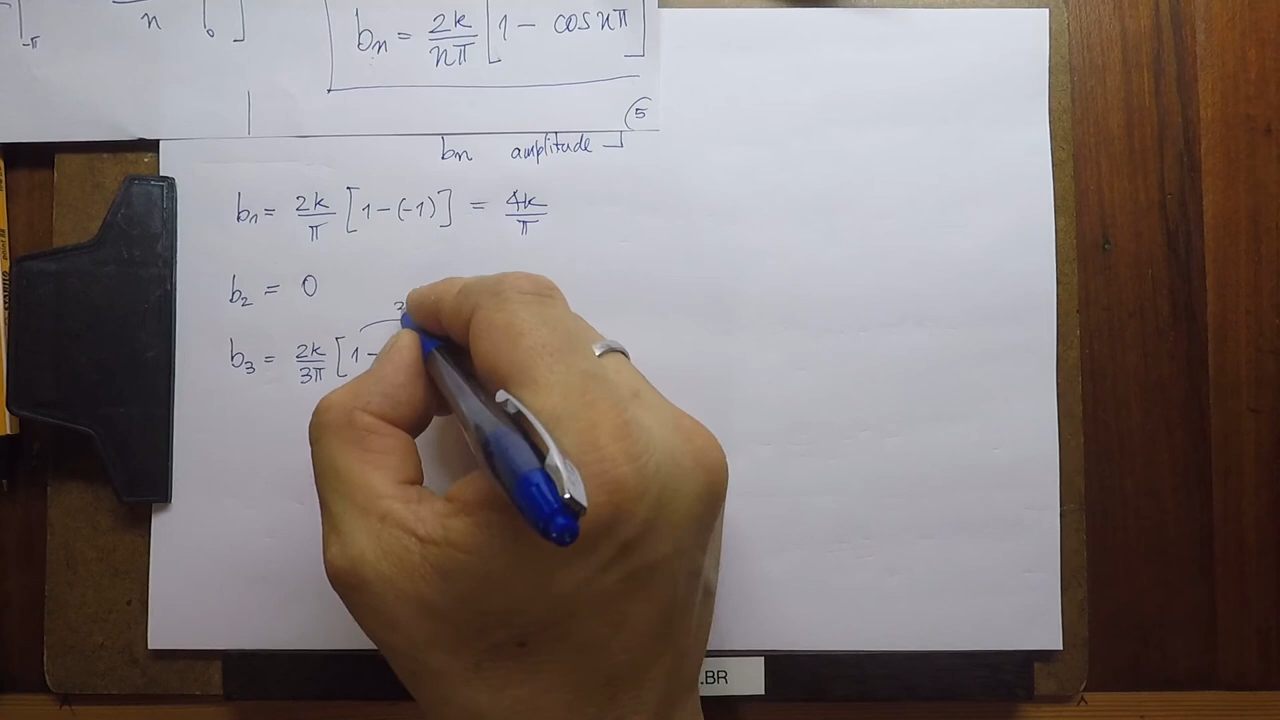 -π n 0 ]
bn = 2k/nπ [1 - cos nπ]
5
bn amplitude
b1 = 2k/π [1-(-1)] = 4k/π
b2 = 0
b3 = 2k/3π [1-
.BR